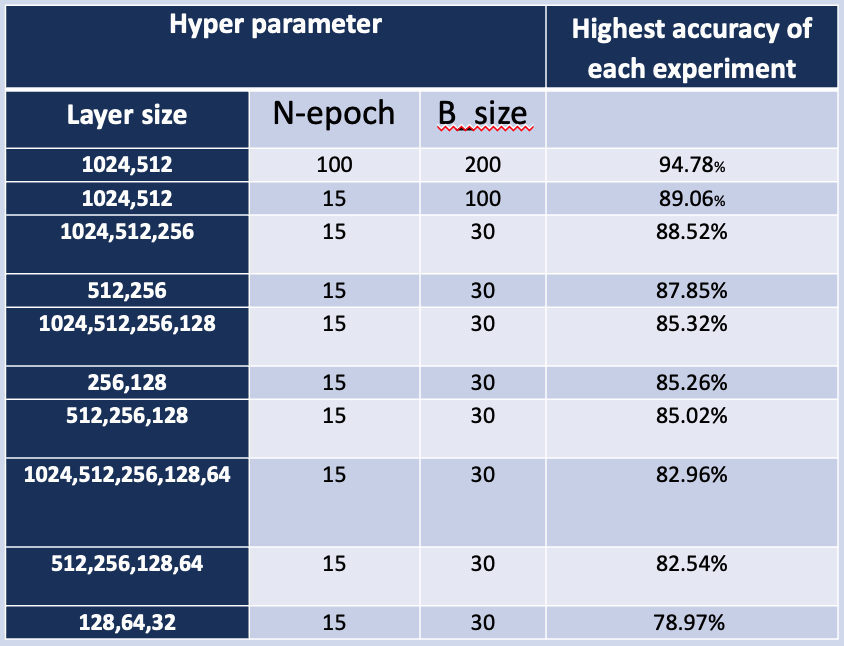 Hyper parameter Highest accuracy of
each experiment
Layer size N-epoch B_size
1024,512 100 200 94.78%
1024,512 15 100 89.06%
1024,512,256 15 30 88.52%
512,256 15 30 87.85%
1024,512,256,128 15 30 85.32%
256,128 15 30 85.26%
512,256,128 15 30 85.02%
1024,512,256,128,64 15 30 82.96%
512,256,128,64 15 30 82.54%
128,64,32 15 30 78.97%